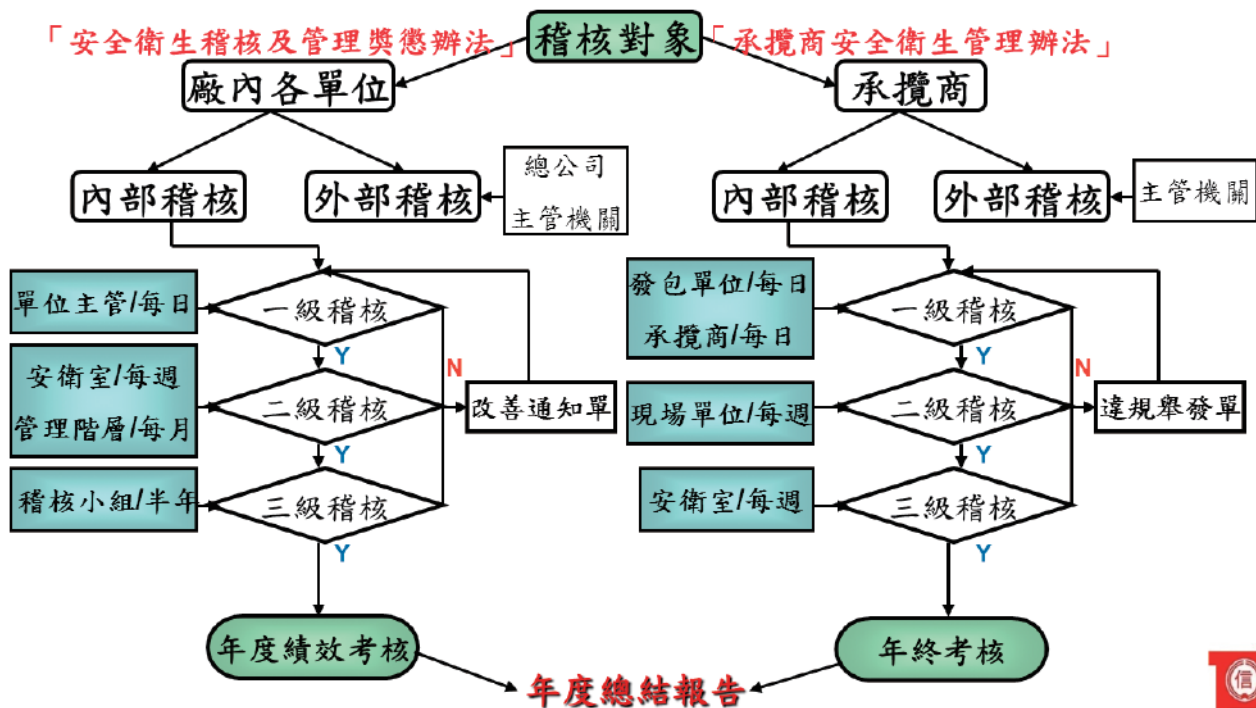 「安全衛生稽核及管理獎懲辦法」
稽核對象
「承攬商安全衛生管理辦法」
廠內各單位
承攬商
內部稽核
外部稽核
總公司
主管機關
內部稽核
外部稽核
主管機關
單位主管/每日
一級稽核
發包單位/每日
承攬商/每日
一級稽核
Y
N
Y
N
安衛室/每週
管理階層/每月
二級稽核
改善通知單
現場單位/每週
二級稽核
違規舉發單
Y
Y
稽核小組/半年
三級稽核
安衛室/每週
三級稽核
Y
Y
年度績效考核
年終考核
年度總結報告
信